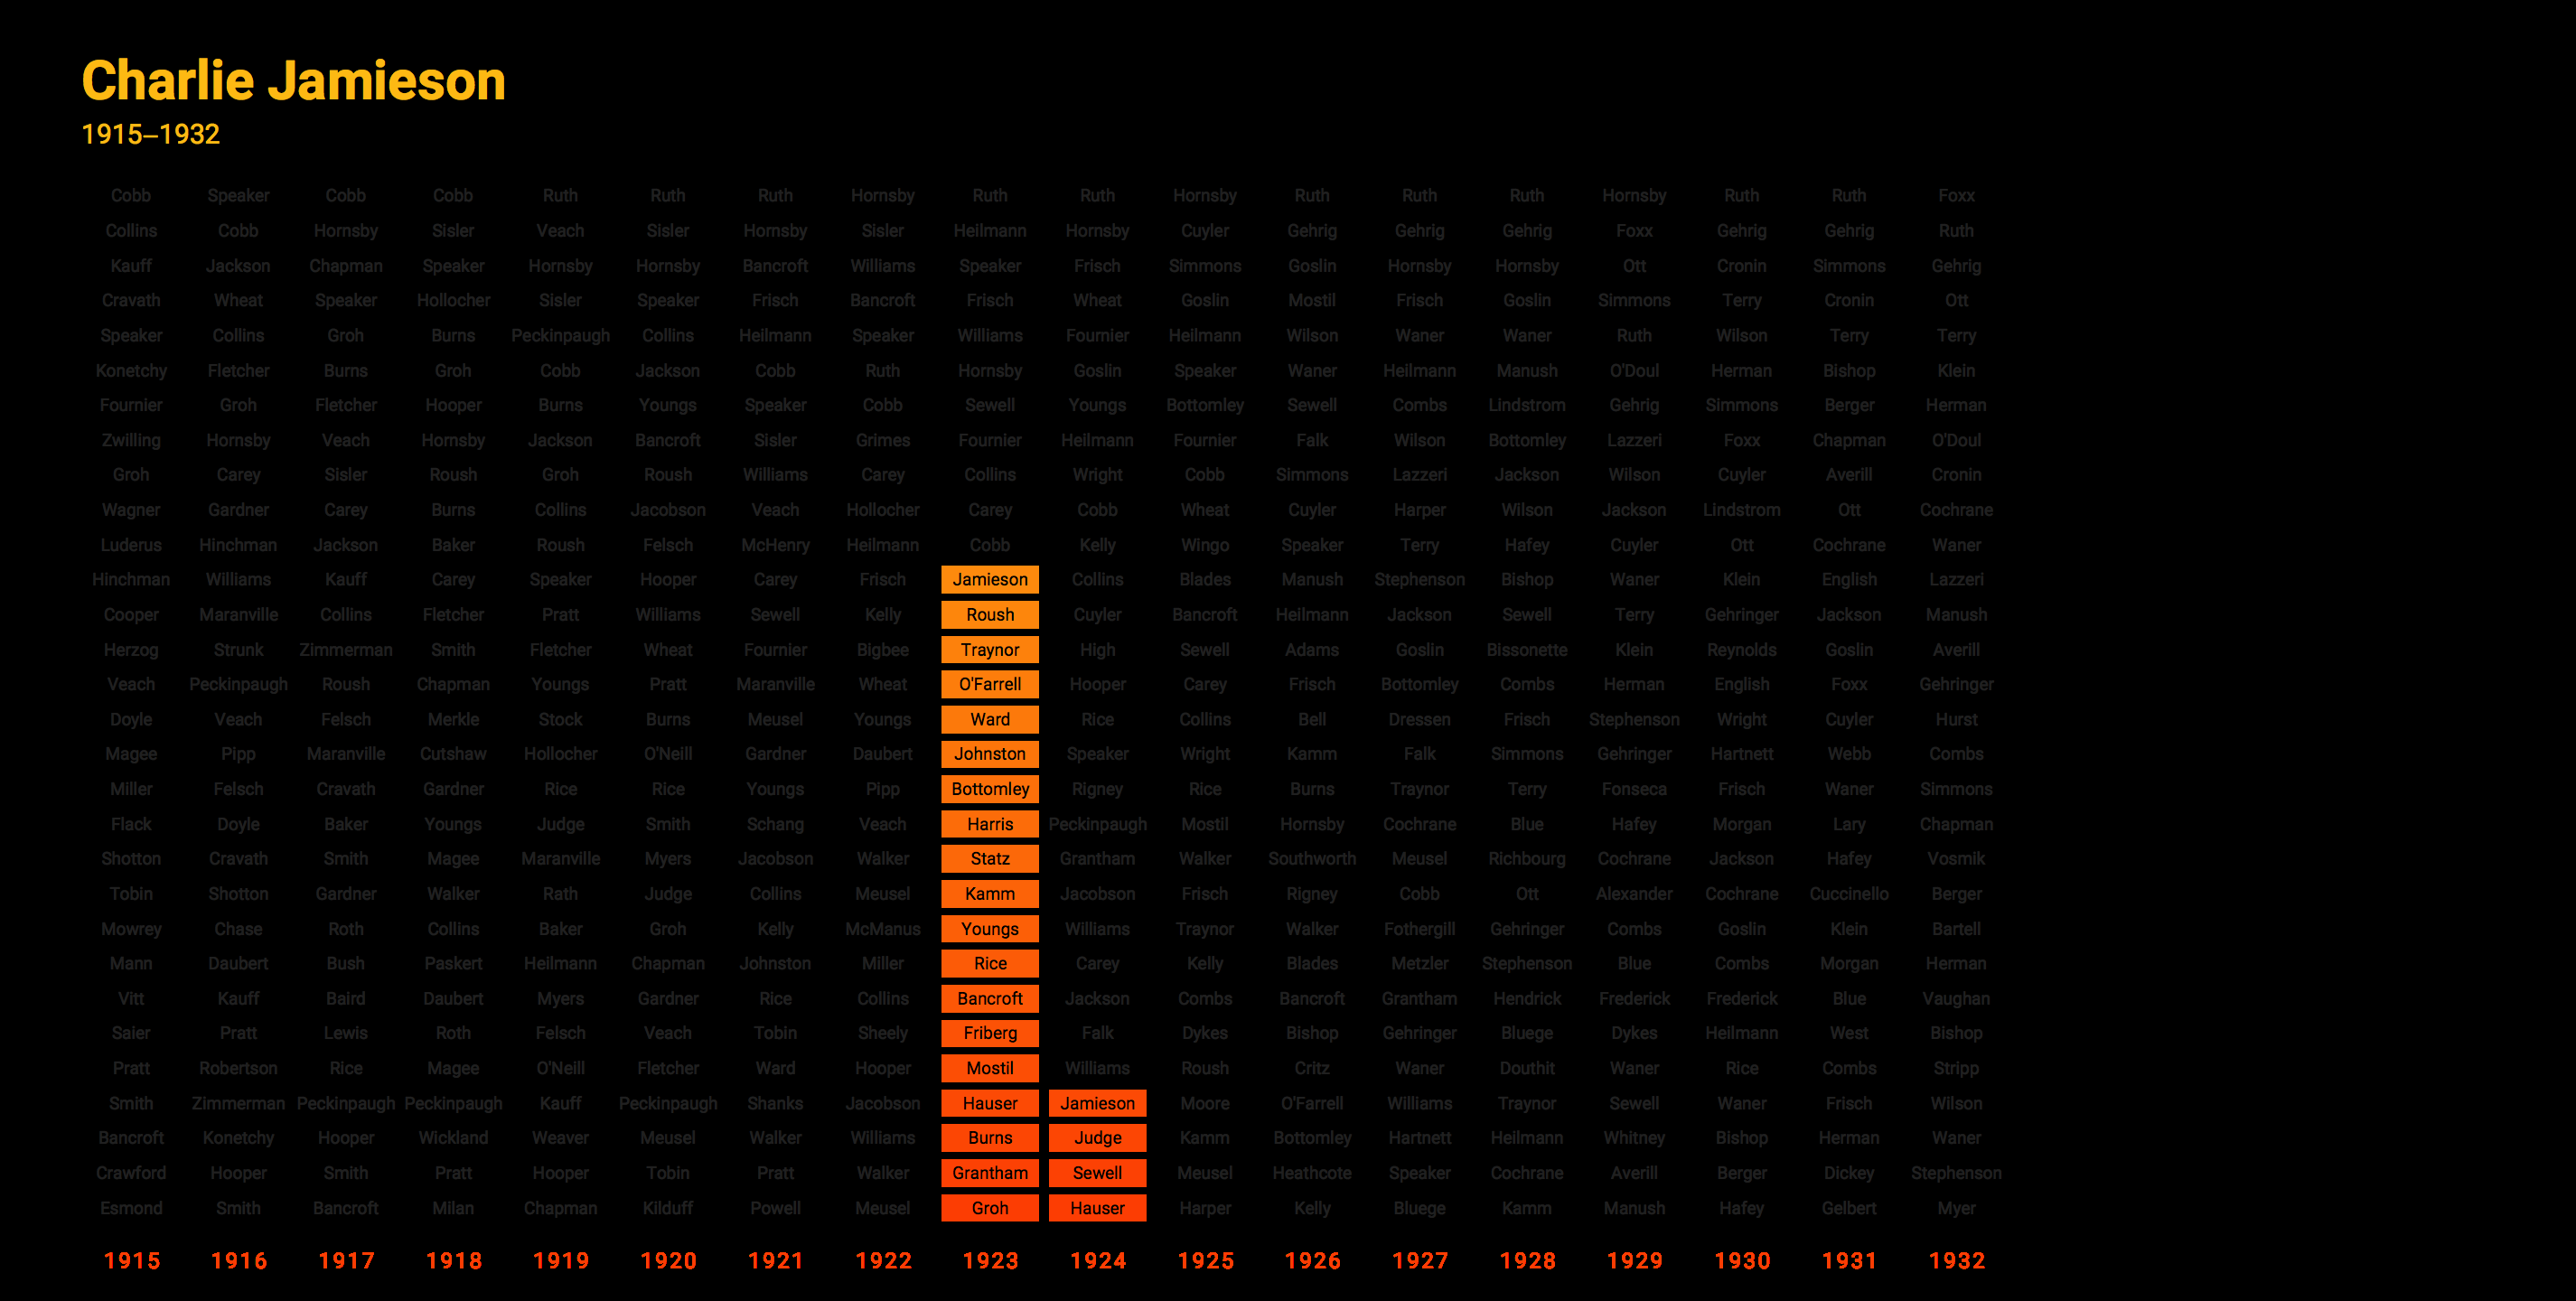 Charlie Jamieson
1915–1932
Cobb Speaker Cobb Cobb Ruth Ruth Ruth Hornsby Ruth Ruth Hornsby Ruth Ruth Ruth Hornsby Ruth Ruth Foxx
Collins Cobb Hornsby Sisler Veach Sisler Hornsby Sisler Heilmann Hornsby Cuyler Gehrig Gehrig Gehrig Foxx Gehrig Gehrig Ruth
Kauff Jackson Chapman Speaker Hornsby Hornsby Bancroft Williams Speaker Frisch Simmons Goslin Hornsby Hornsby Ott Cronin Simmons Gehrig
Cravath Wheat Speaker Hollocher Sisler Speaker Frisch Bancroft Frisch Wheat Goslin Mostil Frisch Goslin Simmons Terry Cronin Ott
Speaker Collins Groh Burns Peckinpaugh Collins Heilmann Speaker Williams Fournier Heilmann Wilson Waner Waner Ruth Wilson Terry Terry
Konetchy Fletcher Burns Groh Cobb Jackson Cobb Ruth Hornsby Goslin Speaker Waner Heilmann Manush O'Doul Herman Bishop Klein
Fournier Groh Fletcher Hooper Burns Youngs Speaker Cobb Sewell Youngs Bottomley Sewell Combs Lindstrom Gehrig Simmons Berger Herman
Zwilling Hornsby Veach Hornsby Jackson Bancroft Sisler Grimes Fournier Heilmann Fournier Falk Wilson Bottomley Lazzeri Foxx Chapman O'Doul
Groh Carey Sisler Roush Groh Roush Williams Carey Collins Wright Cobb Simmons Lazzeri Jackson Wilson Cuyler Averill Cronin
Wagner Gardner Carey Burns Collins Jacobson Veach Hollocher Carey Cobb Wheat Cuyler Harper Wilson Jackson Lindstrom Ott Cochrane
Luderus Hinchman Jackson Baker Roush Felsch McHenry Heilmann Cobb Kelly Wingo Speaker Terry Hafey Cuyler Ott Cochrane Waner
Hinchman Williams Kauff Carey Speaker Hooper Carey Frisch Jamieson Collins Blades Manush Stephenson Bishop Waner Klein English Lazzeri
Cooper Maranville Collins Fletcher Pratt Williams Sewell Kelly Roush Cuyler Bancroft Heilmann Jackson Sewell Terry Gehringer Jackson Manush
Herzog Strunk Zimmerman Smith Fletcher Wheat Fournier Bigbee Traynor High Sewell Adams Goslin Bissonette Klein Reynolds Goslin Averill
Veach Peckinpaugh Roush Chapman Youngs Pratt Maranville Wheat O'Farrell Hooper Carey Frisch Bottomley Combs Herman English Foxx Gehringer
Doyle Veach Felsch Merkle Stock Burns Meusel Youngs Ward Rice Collins Bell Dressen Frisch Stephenson Wright Cuyler Hurst
Magee Pipp Maranville Cutshaw Hollocher O'Neill Gardner Daubert Johnston Speaker Wright Kamm Falk Simmons Gehringer Hartnett Webb Combs
Miller Felsch Cravath Gardner Rice Rice Youngs Pipp Bottomley Rigney Rice Burns Traynor Terry Fonseca Frisch Waner Simmons
Flack Doyle Baker Youngs Judge Smith Schang Veach Harris Peckinpaugh Mostil Hornsby Cochrane Blue Hafey Morgan Lary Chapman
Shotton Cravath Smith Magee Maranville Myers Jacobson Walker Statz Grantham Walker Southworth Meusel Richbourg Cochrane Jackson Hafey Vosmik
Tobin Shotton Gardner Walker Rath Judge Collins Meusel Kamm Jacobson Frisch Rigney Cobb Ott Alexander Cochrane Cuccinello Berger
Mowrey Chase Roth Collins Baker Groh Kelly McManus Youngs Williams Traynor Walker Fothergill Gehringer Combs Goslin Klein Bartell
Mann Daubert Bush Paskert Heilmann Chapman Johnston Miller Rice Carey Kelly Blades Metzler Stephenson Blue Combs Morgan Herman
Vitt Kauff Baird Daubert Myers Gardner Rice Collins Bancroft Jackson Combs Bancroft Grantham Hendrick Frederick Frederick Blue Vaughan
Saier Pratt Lewis Roth Felsch Veach Tobin Sheely Friberg Falk Dykes Bishop Gehringer Bluege Dykes Heilmann West Bishop
Pratt Robertson Rice Magee O'Neill Fletcher Ward Hooper Mostil Williams Roush Critz Waner Douthit Waner Rice Combs Stripp
Smith Zimmerman Peckinpaugh Peckinpaugh Kauff Peckinpaugh Shanks Jacobson Hauser Jamieson Moore O'Farrell Williams Traynor Sewell Waner Frisch Wilson
Bancroft Konetchy Hooper Wickland Weaver Meusel Walker Williams Burns Judge Kamm Bottomley Hartnett Heilmann Whitney Bishop Herman Waner
Crawford Hooper Smith Pratt Hooper Tobin Pratt Walker Grantham Sewell Meusel Heathcote Speaker Cochrane Averill Berger Dickey Stephenson
Esmond Smith Bancroft Milan Chapman Kilduff Powell Meusel Groh Hauser Harper Kelly Bluege Kamm Manush Hafey Gelbert Myer
1915 1916 1917 1918 1919 1920 1921 1922 1923 1924 1925 1926 1927 1928 1929 1930 1931 1932